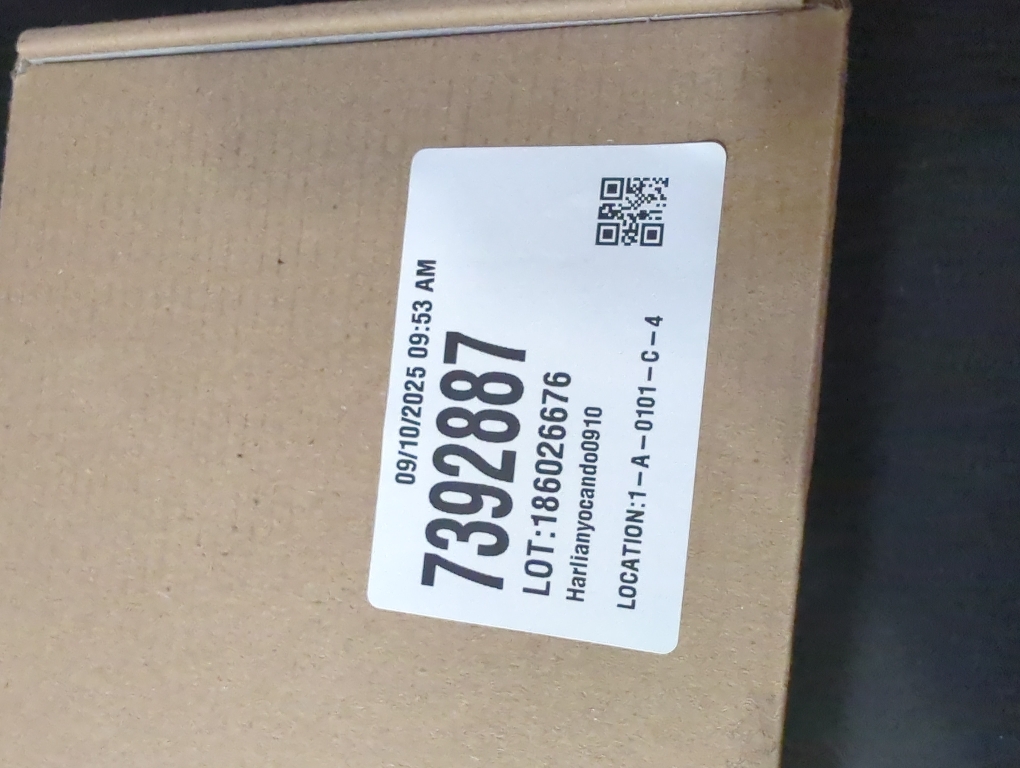 09/10/2025 09:53 AM
7392887
LOT:186026676
Harlianyocando0910
LOCATION:1-A-0101-C-4